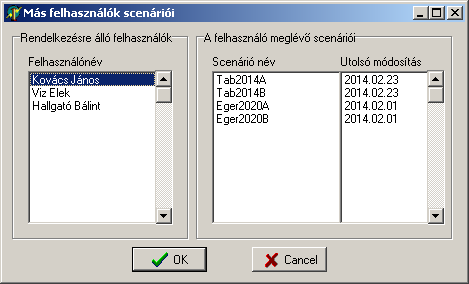 Más felhasználók scenáriói
Rendelkezésre álló felhasználók
Felhasználónév
Kovács János
Viz Elek
Hallgató Bálint
A felhasználó meglévő scenáriói
Scenárió név
Utolsó módosítás
Tab2014A 2014.02.23
Tab2014B 2014.02.23
Eger2020A 2014.02.01
Eger2020B 2014.02.01
OK
Cancel